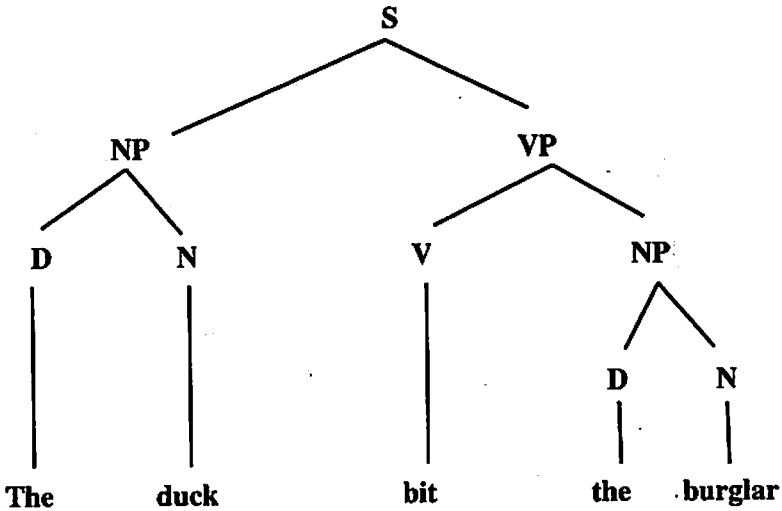 S
NP VP
D N V NP
D N
The duck bit the burglar